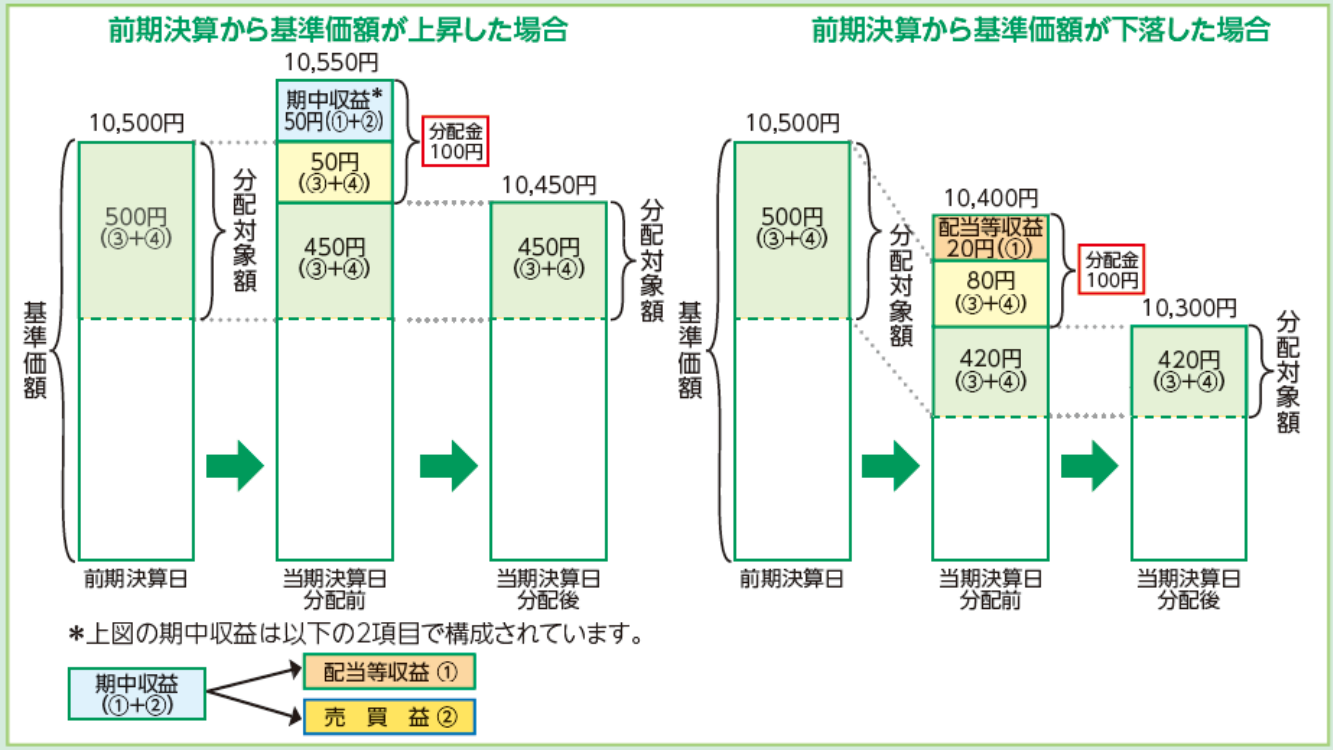 前期決算から基準価額が上昇した場合
10,500円
500円
(③+④)
分配対象額
基準価額
前期決算日
10,550円
期中収益*
50円(①+②)
50円
(③+④)
450円
(③+④)
分配金
100円
当期決算日
分配前
10,450円
450円
(③+④)
分配対象額
当期決算日
分配後
*上図の期中収益は以下の2項目で構成されています。
期中収益
(①+②)
配当等収益 ①
売 買 益 ②
前期決算から基準価額が下落した場合
10,500円
500円
(③+④)
分配対象額
基準価額
前期決算日
10,400円
配当等収益
20円(①)
80円
(③+④)
420円
(③+④)
分配金
100円
当期決算日
分配前
10,300円
420円
(③+④)
分配対象額
当期決算日
分配後